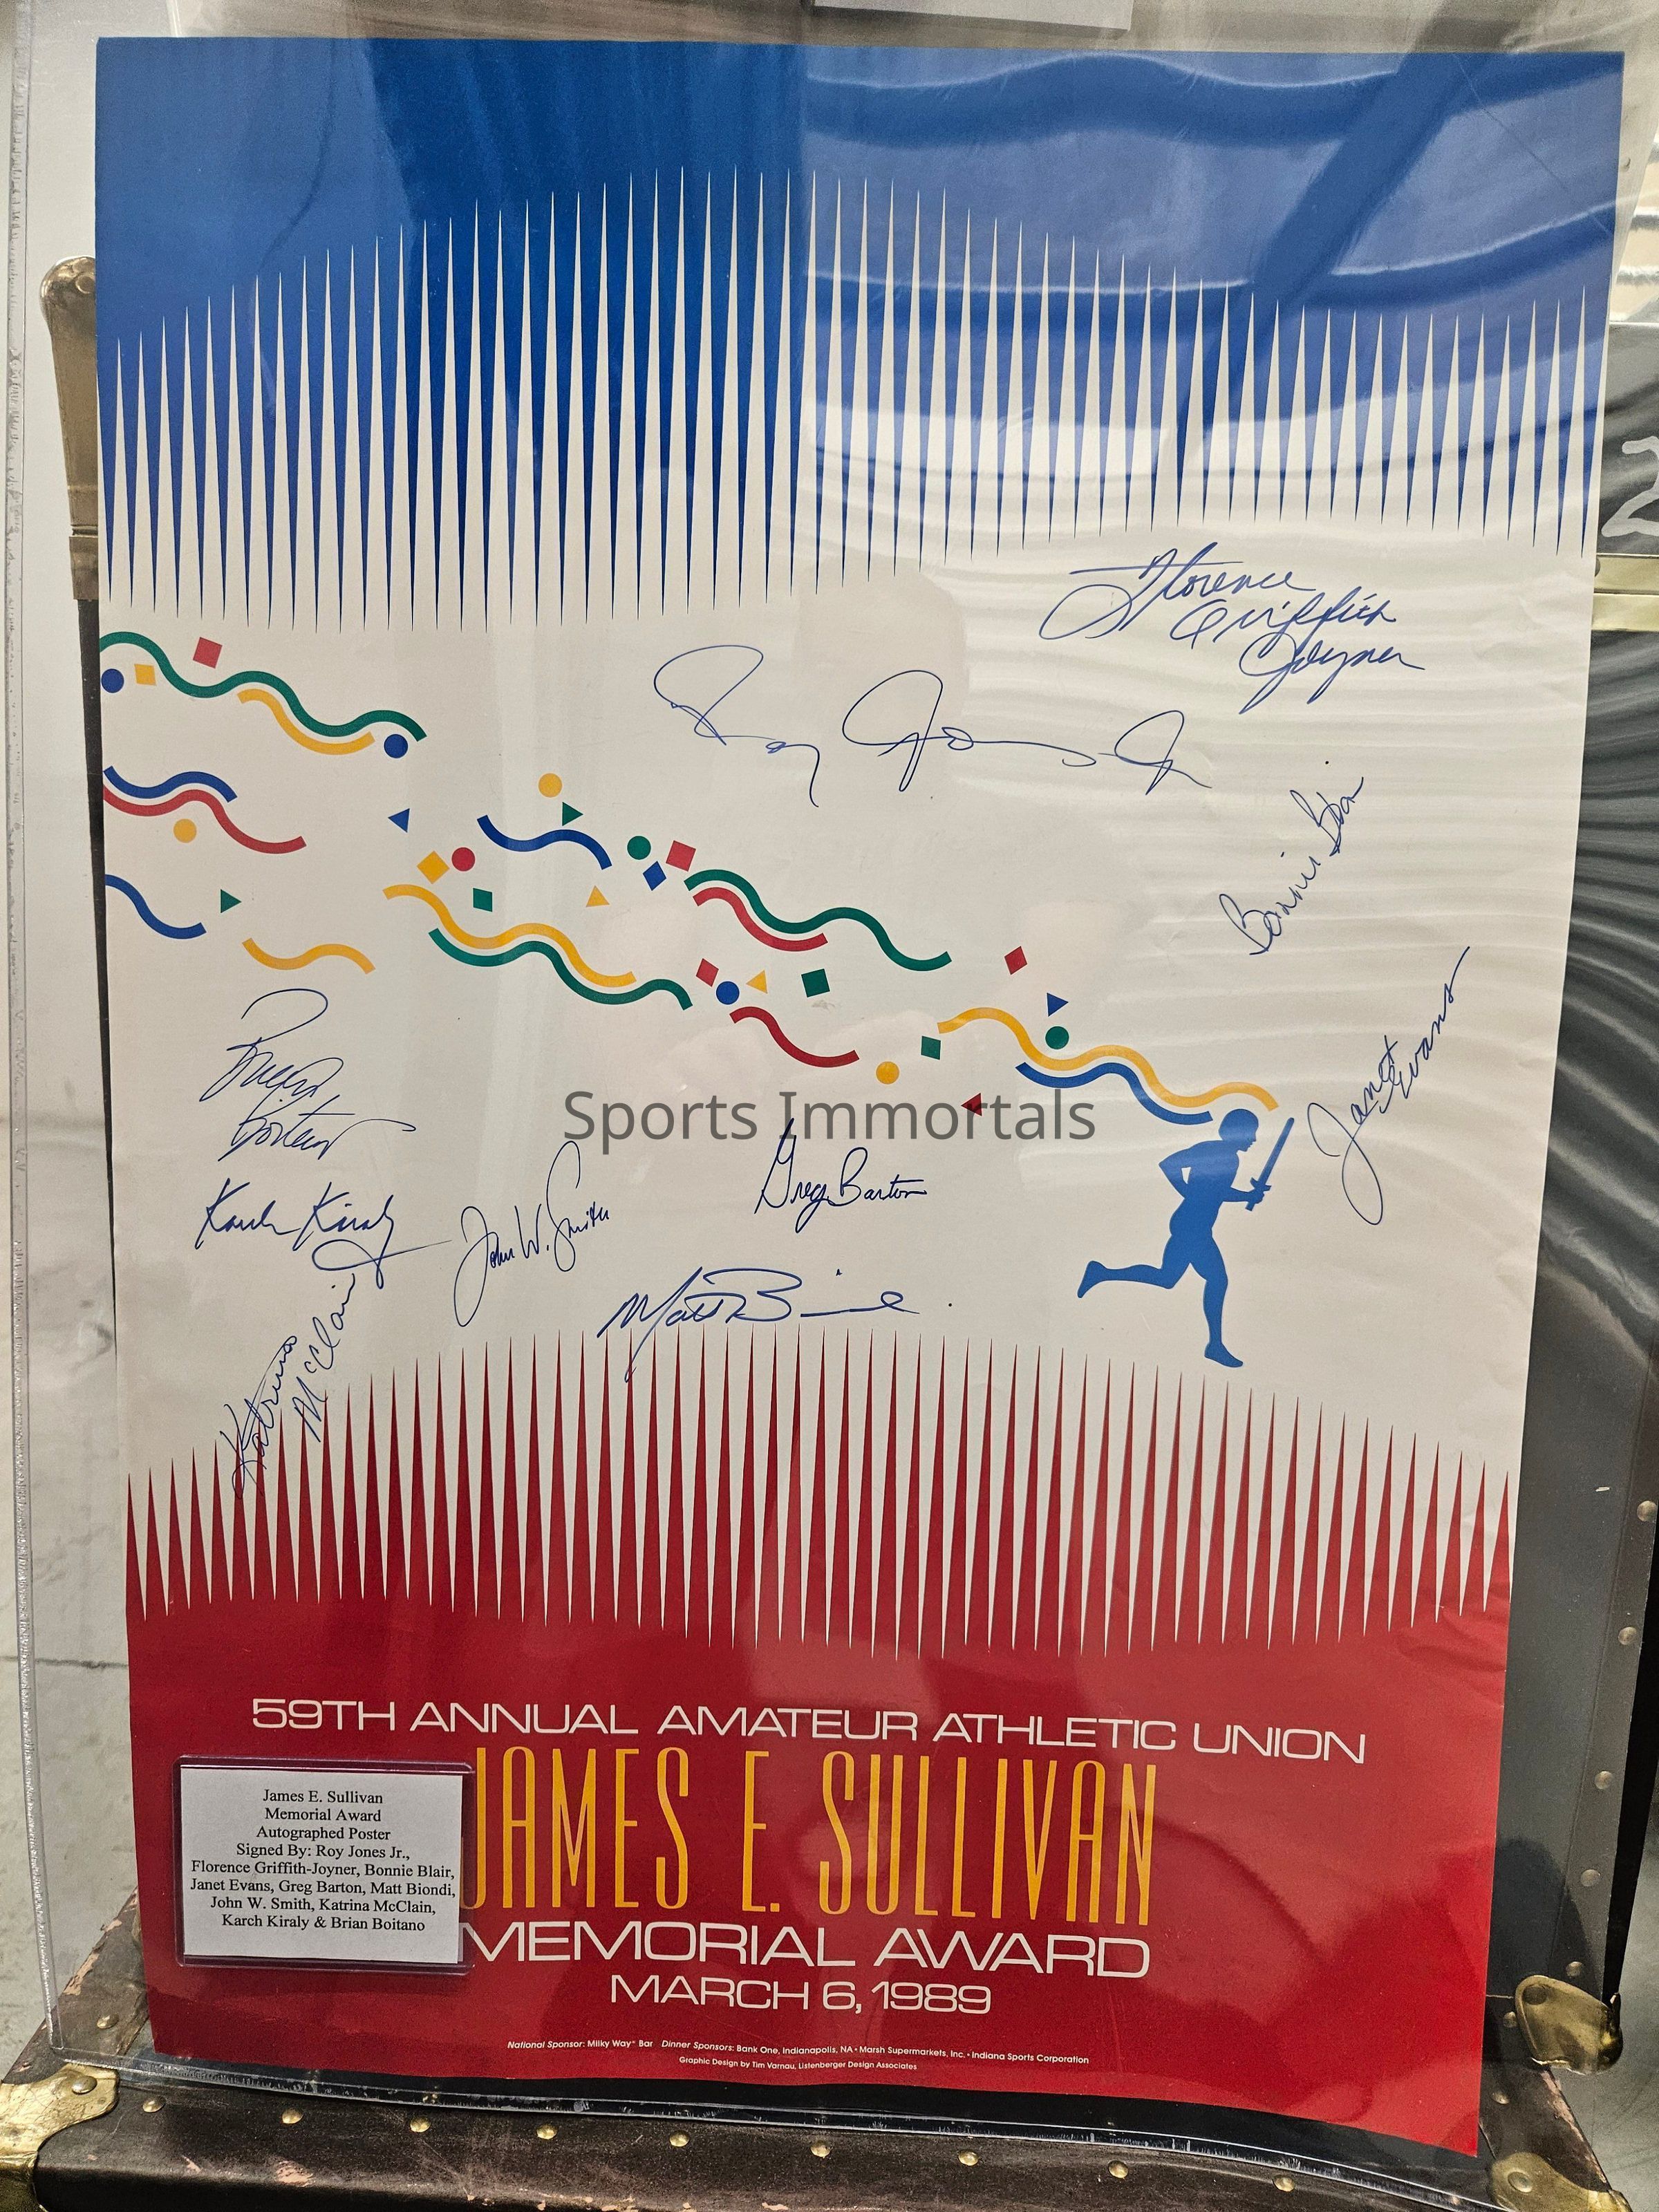 Florence
Griffith
Joyner
Roy Jones Jr
Bonnie Blair
Janet Evans
Brian
Boitano
Sports Immortals
Greg Barton
Karch Kiraly
John W. Smith
Matt Biondi
Katrina
McClain
59TH ANNUAL AMATEUR ATHLETIC UNION
JAMES E. SULLIVAN
MEMORIAL AWARD
MARCH 6, 1989
James E. Sullivan
Memorial Award
Autographed Poster
Signed By: Roy Jones Jr.,
Florence Griffith-Joyner, Bonnie Blair,
Janet Evans, Greg Barton, Matt Biondi,
John W. Smith, Katrina McClain,
Karch Kiraly & Brian Boitano
National Sponsor: Milky Way® Bar Dinner Sponsors: Bank One, Indianapolis, NA • Marsh Supermarkets, Inc. • Indiana Sports Corporation
Graphic Design by Tim Varnau, Listenberger Design Associates
2